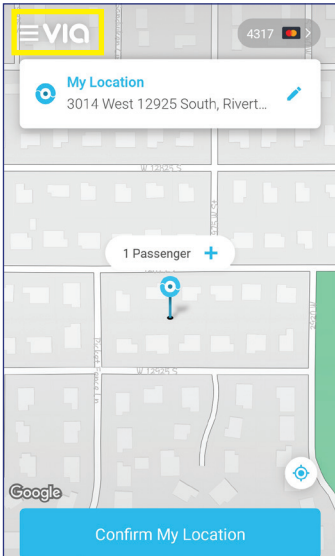 VIA
4317
My Location
3014 West 12925 South, Rivert...
W 12925 S
1 Passenger +
W 12925 S
Google
Confirm My Location